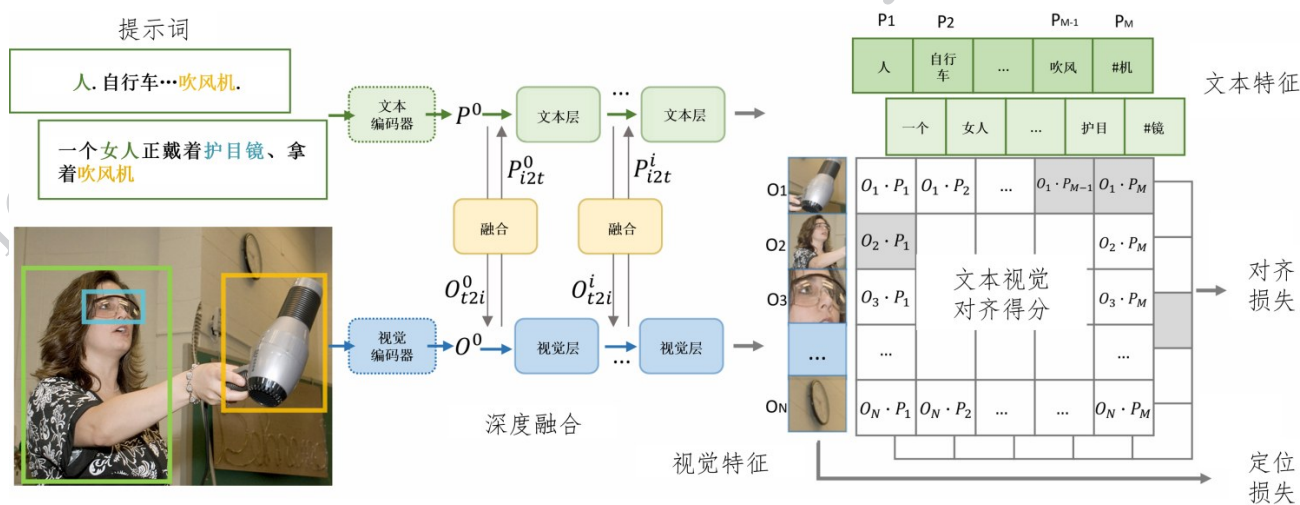 提示词
人. 自行车…吹风机.
一个女人正戴着护目镜、拿
着吹风机
文本
编码器
P⁰
文本层
...
文本层
P⁰_{i2t}
P^i_{i2t}
融合
融合
O⁰_{t2i}
O^i_{t2i}
视觉
编码器
O⁰
视觉层
...
视觉层
深度融合
P1 P2 P_{M-1} P_M
人 自行车 ... 吹风 #机
文本特征
一个 女人 ... 护目 #镜
O1 O₁·P₁ O₁·P₂ ... O₁·P_{M-1} O₁·P_M
O2 O₂·P₁ O₂·P_M
O3 O₃·P₁ O₃·P_M
文本视觉
对齐得分
... ... ...
O_N O_N·P₁ O_N·P₂ ... ... O_N·P_M
对齐
损失
视觉特征
定位
损失